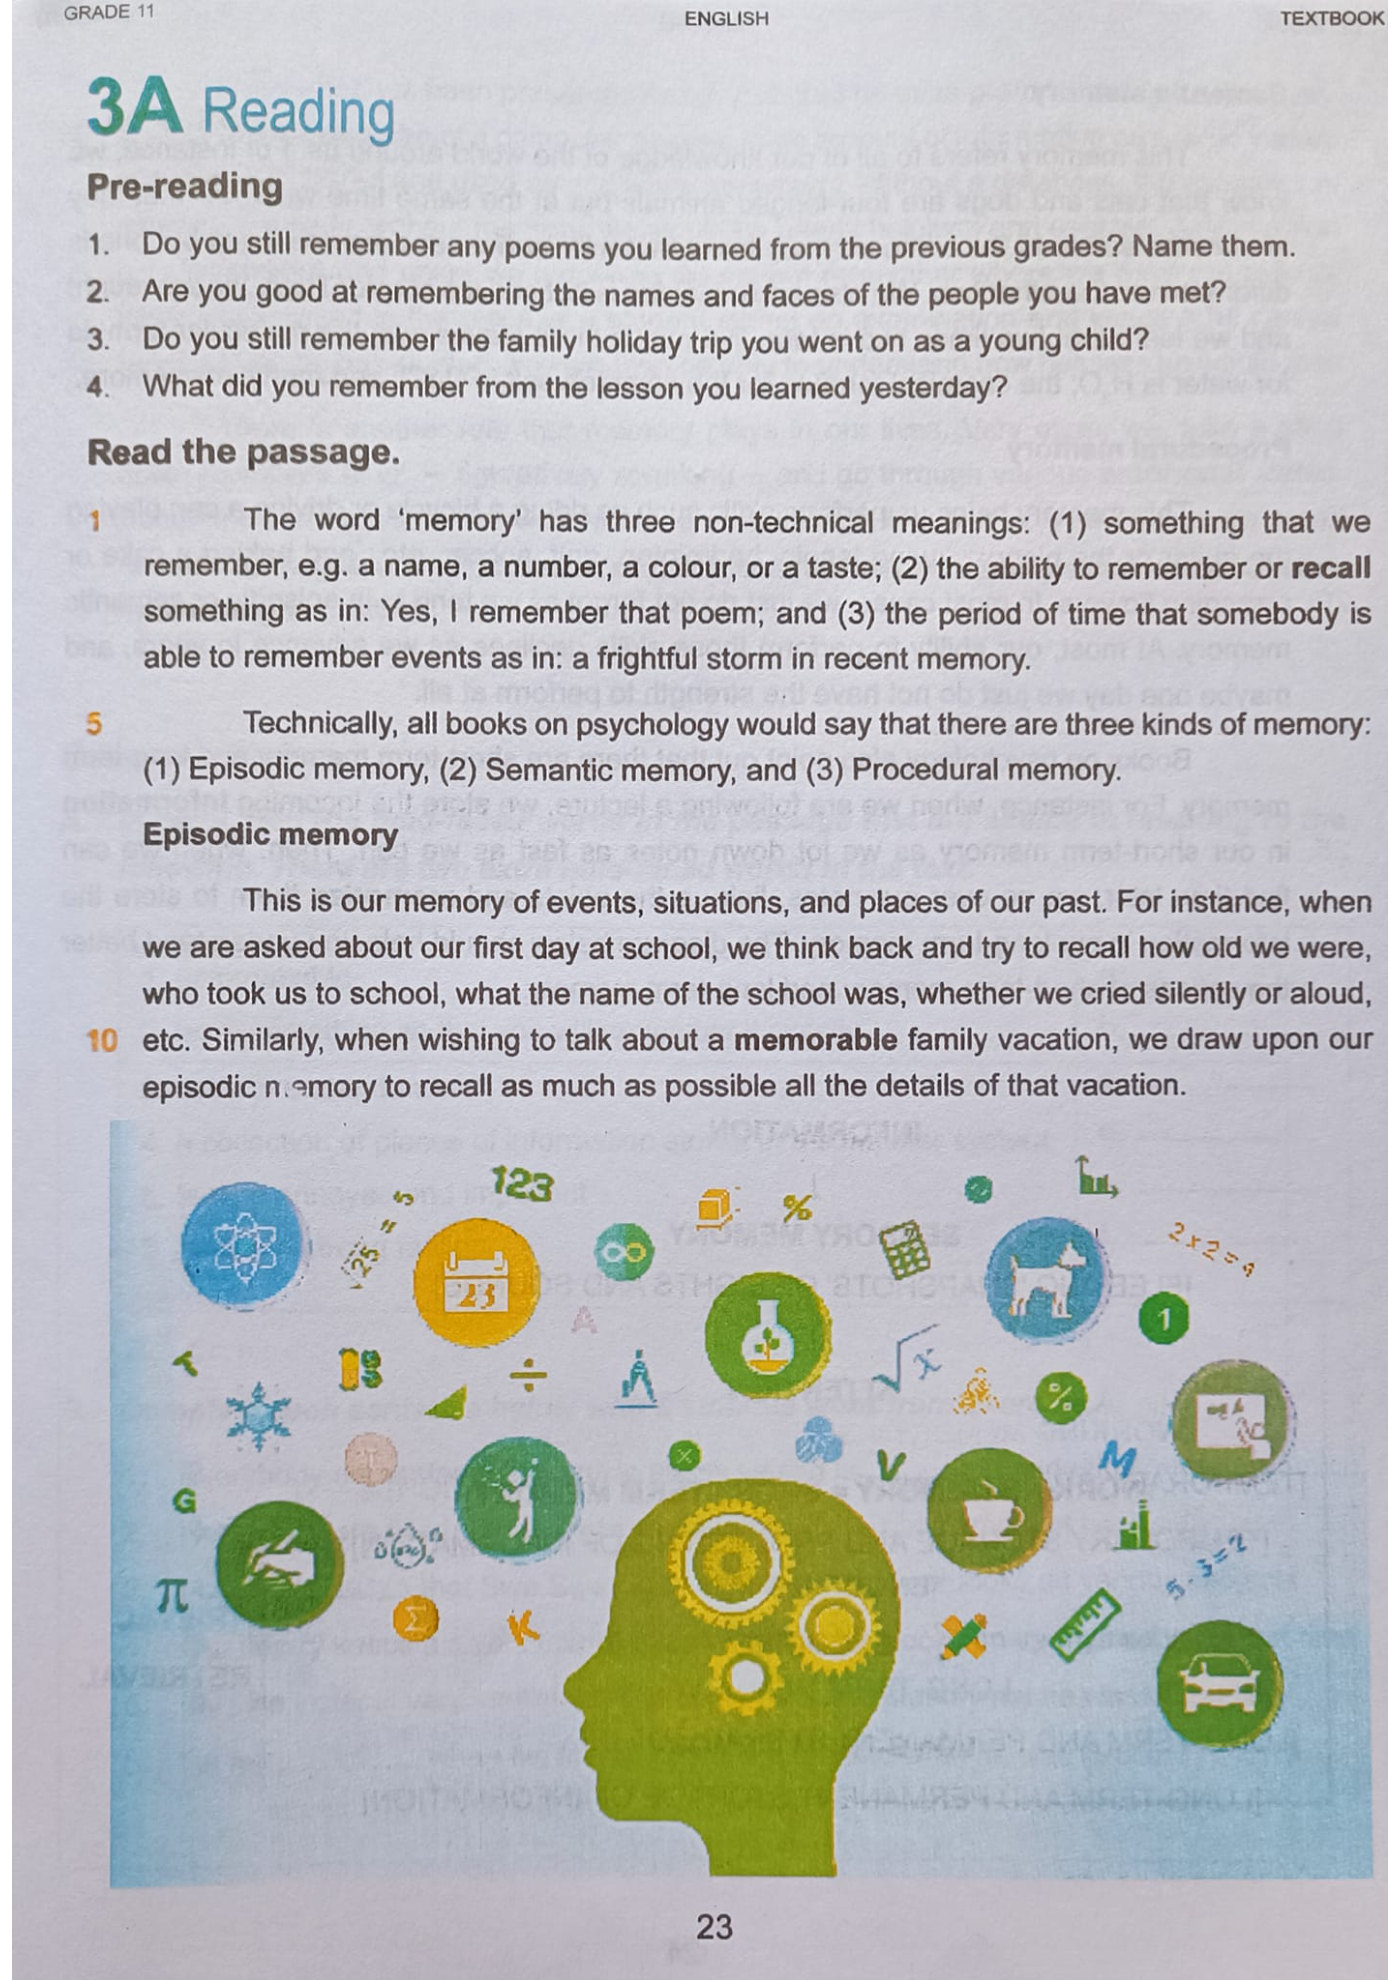 GRADE 11
ENGLISH
TEXTBOOK
3A Reading
Pre-reading
1. Do you still remember any poems you learned from the previous grades? Name them.
2. Are you good at remembering the names and faces of the people you have met?
3. Do you still remember the family holiday trip you went on as a young child?
4. What did you remember from the lesson you learned yesterday?
Read the passage.
1 The word ‘memory’ has three non-technical meanings: (1) something that we
remember, e.g. a name, a number, a colour, or a taste; (2) the ability to remember or recall
something as in: Yes, I remember that poem; and (3) the period of time that somebody is
able to remember events as in: a frightful storm in recent memory.
5 Technically, all books on psychology would say that there are three kinds of memory:
(1) Episodic memory, (2) Semantic memory, and (3) Procedural memory.
Episodic memory
This is our memory of events, situations, and places of our past. For instance, when
we are asked about our first day at school, we think back and try to recall how old we were,
who took us to school, what the name of the school was, whether we cried silently or aloud,
10 etc. Similarly, when wishing to talk about a memorable family vacation, we draw upon our
episodic memory to recall as much as possible all the details of that vacation.
123
%
√25 = 5
23
2x2=4
A
1
÷
√x
%
T
V
M
G
5.3=2
π
Σ
K
23